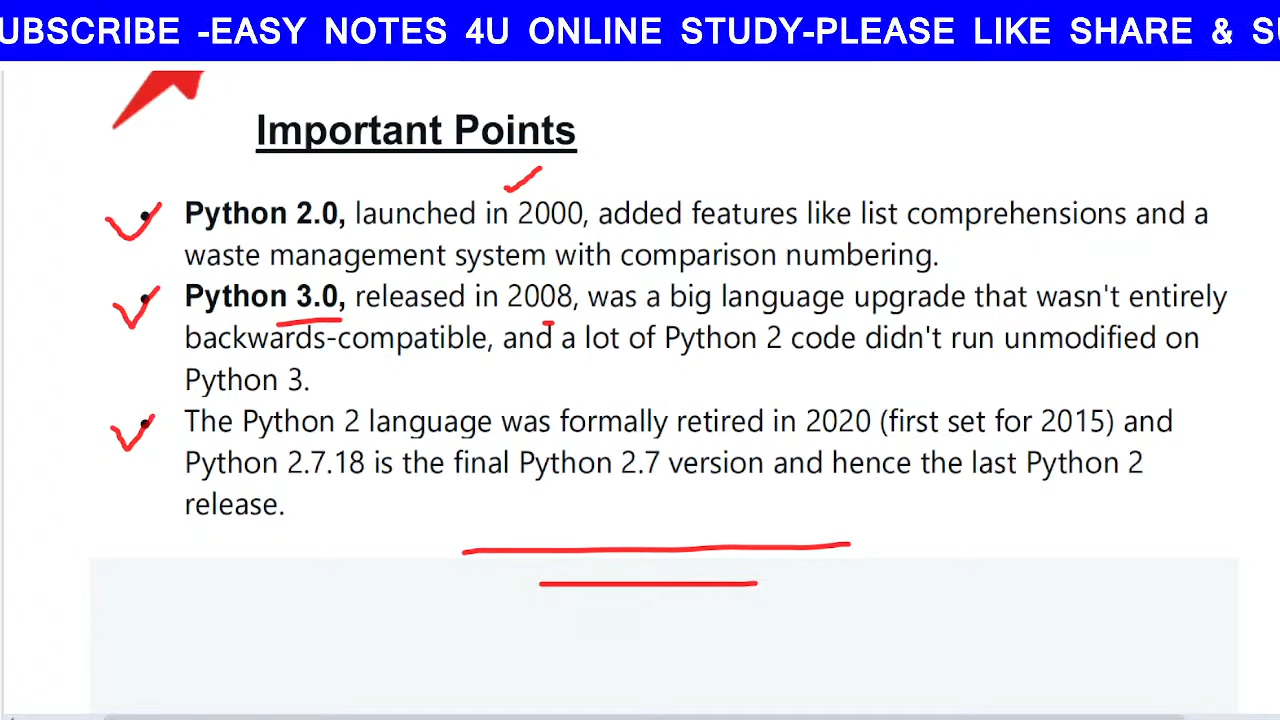 UBSCRIBE -EASY NOTES 4U ONLINE STUDY-PLEASE LIKE SHARE & SU
Important Points
Python 2.0, launched in 2000, added features like list comprehensions and a
waste management system with comparison numbering.
Python 3.0, released in 2008, was a big language upgrade that wasn't entirely
backwards-compatible, and a lot of Python 2 code didn't run unmodified on
Python 3.
The Python 2 language was formally retired in 2020 (first set for 2015) and
Python 2.7.18 is the final Python 2.7 version and hence the last Python 2
release.